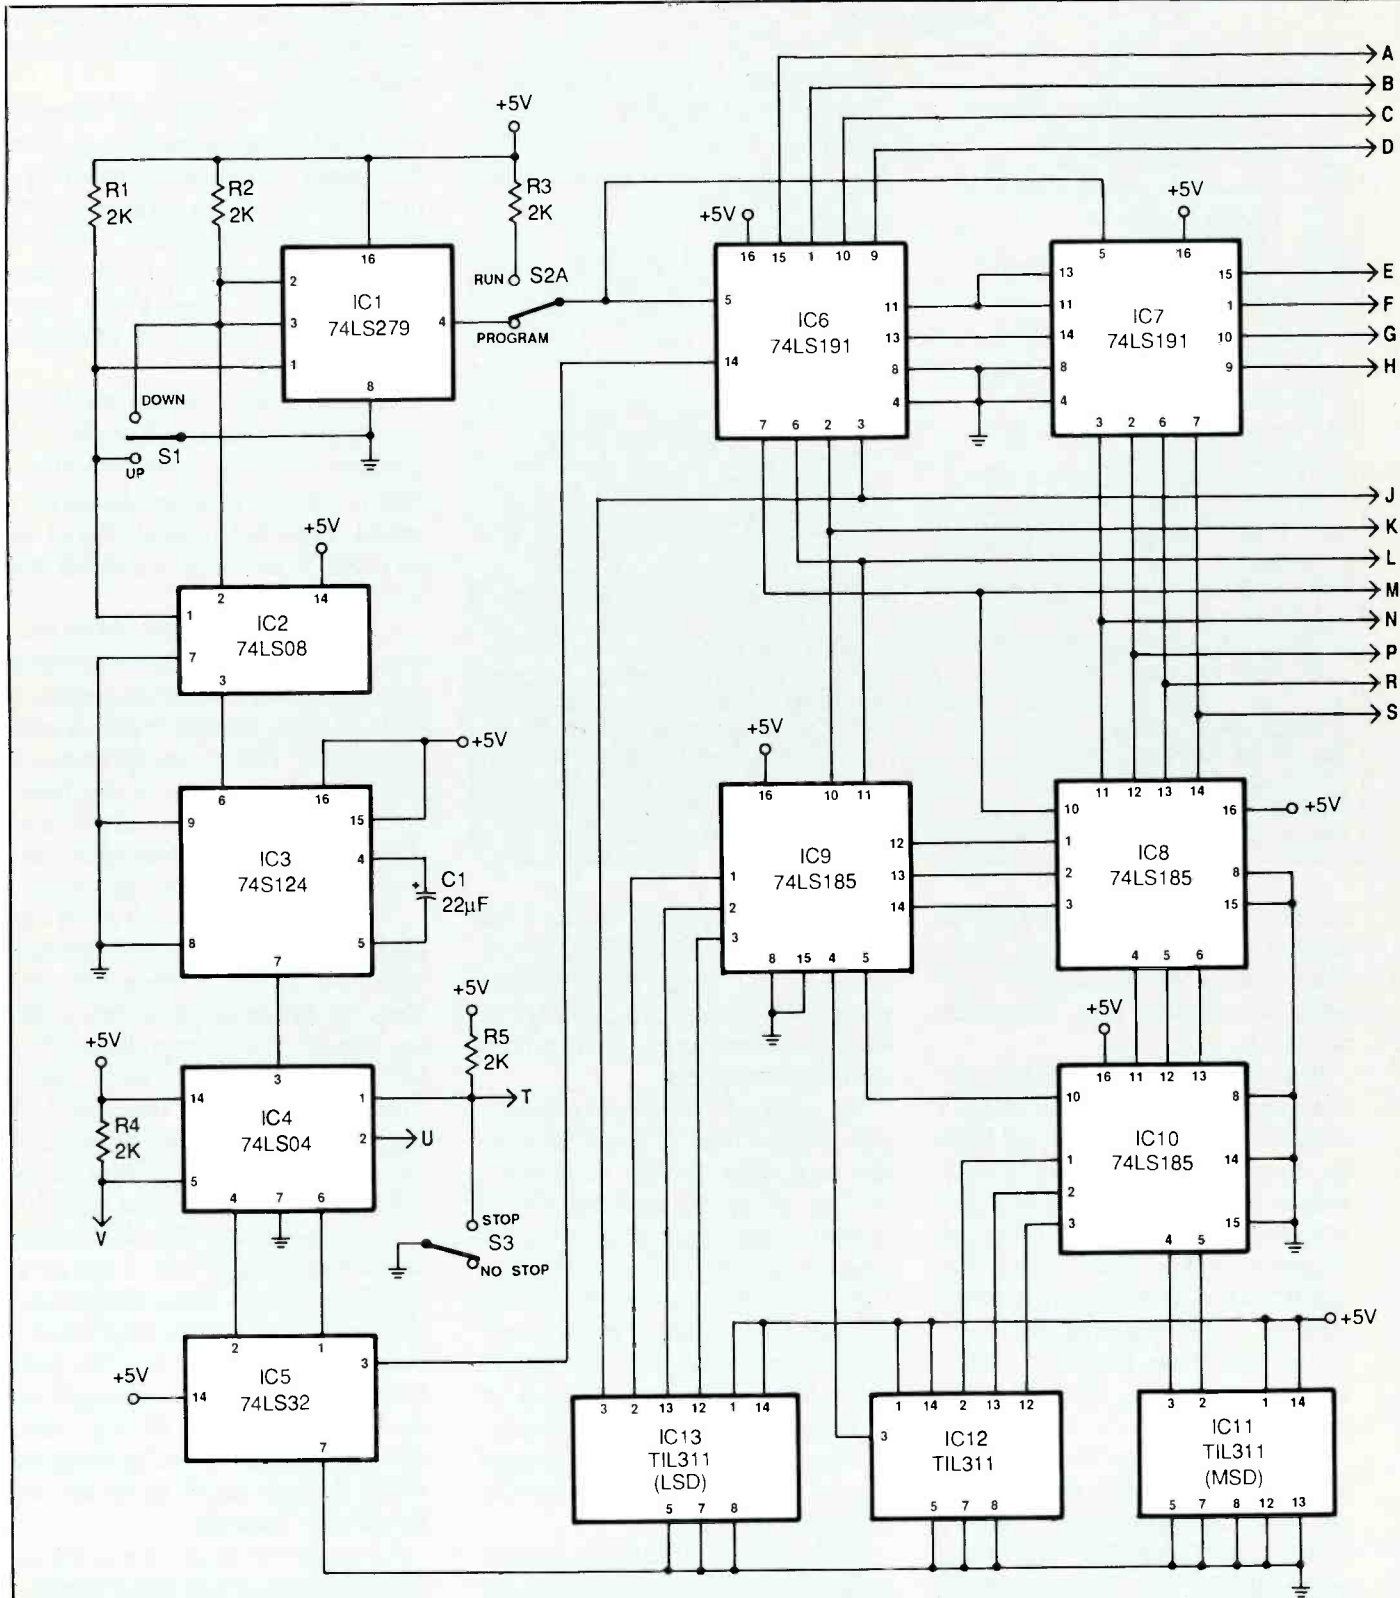 A
B
C
D
+5V
R1
2K
R2
2K
R3
2K
+5V
+5V
16
15
1
10
9
5
16
16
2
IC1
74LS279
3
4
1
8
RUN
S2A
PROGRAM
5
IC6
74LS191
14
11
13
8
4
7
6
2
3
13
11
14
8
4
IC7
74LS191
15
1
10
9
3
2
6
7
E
F
G
H
DOWN
S1
UP
J
K
L
M
N
P
R
S
+5V
2
14
1
IC2
74LS08
7
3
+5V
6
16
9
15
IC3
74S124
4
+
C1
22µF
8
5
7
+5V
16
10
11
IC9
74LS185
12
13
14
1
2
3
8
15
4
5
11
12
13
14
10
1
2
3
IC8
74LS185
16
+5V
8
15
4
5
6
+5V
+5V
R5
2K
R4
2K
V
3
14
1
T
IC4
74LS04
2
U
5
4
7
6
STOP
S3
NO STOP
+5V
16
11
12
13
10
8
IC10
74LS185
1
14
2
3
15
4
5
+5V
+5V
2
1
3
IC5
74LS32
14
7
3
2
13
12
1
14
IC13
TIL311
(LSD)
5
7
8
1
14
2
13
12
3
IC12
TIL311
5
7
8
3
2
1
14
IC11
TIL311
(MSD)
5
7
8
12
13